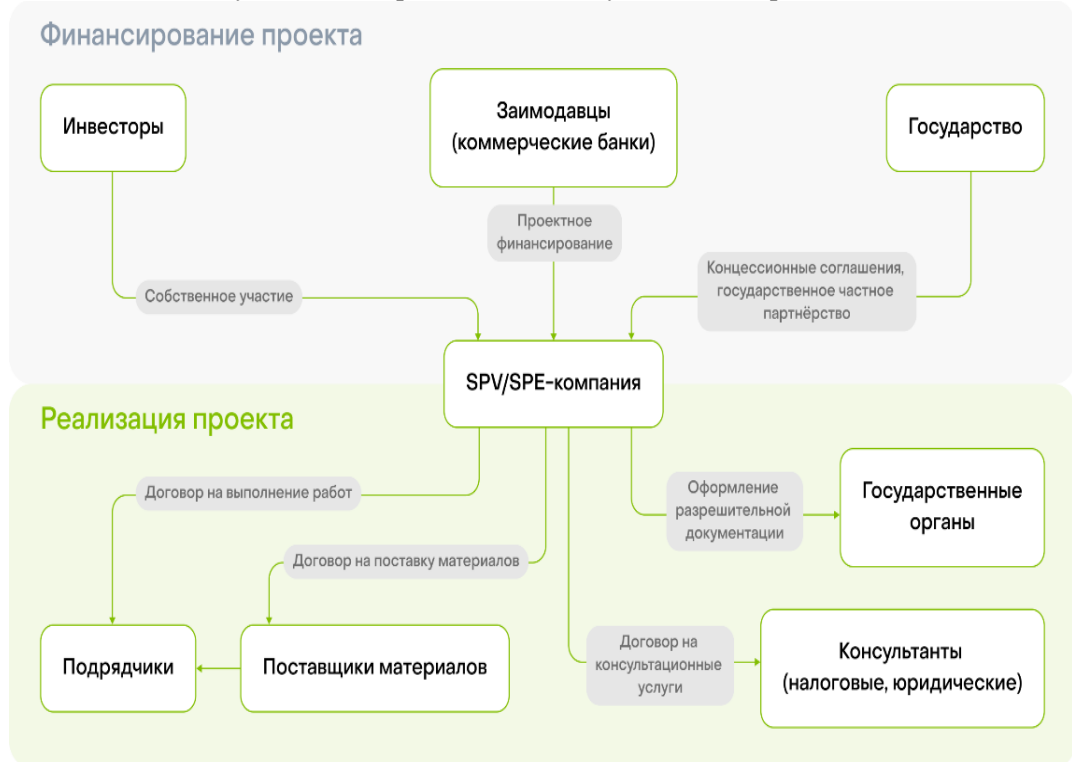 Финансирование проекта
Инвесторы
Заимодавцы
(коммерческие банки)
Государство
Проектное
финансирование
Собственное участие
Концессионные соглашения,
государственное частное
партнёрство
SPV/SPE-компания
Реализация проекта
Договор на выполнение работ
Оформление
разрешительной
документации
Государственные
органы
Договор на поставку материалов
Подрядчики
Поставщики материалов
Договор на
консультационные
услуги
Консультанты
(налоговые, юридические)